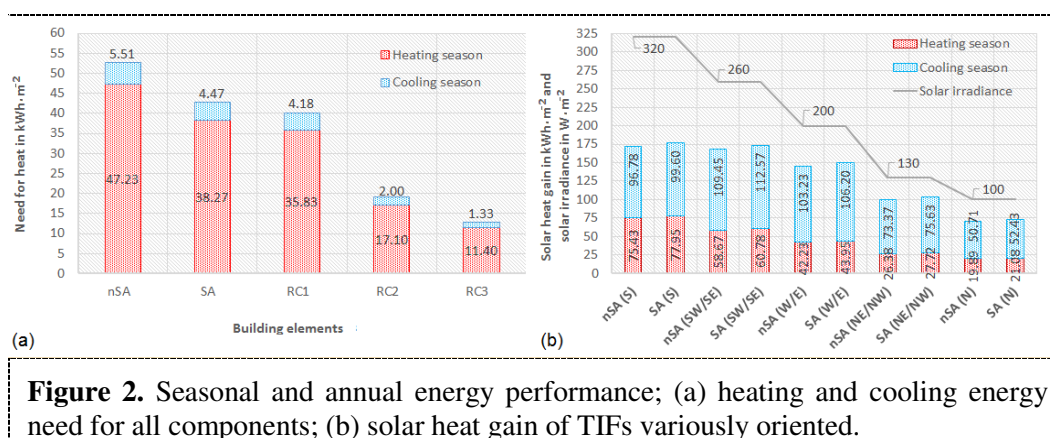 60
55
50
45
40
35
30
25
20
15
10
5
0
Need for heat in kWh·m⁻²
5.51
47.23
4.47
38.27
4.18
35.83
2.00
17.10
1.33
11.40
Heating season
Cooling season
nSA SA RC1 RC2 RC3
Building elements
(a)
325
300
275
250
225
200
175
150
125
100
75
50
25
0
Solar heat gain in kWh·m⁻² and
solar irradiance in W·m⁻²
Heating season
Cooling season
Solar irradiance
320
260
200
130
100
96.78
75.43
99.60
77.95
109.45
58.67
112.57
60.78
103.23
42.23
106.20
43.95
73.37
26.38
75.63
27.72
50.71
19.89
52.43
21.08
nSA (S)
SA (S)
nSA (SW/SE)
SA (SW/SE)
nSA (W/E)
SA (W/E)
nSA (NE/NW)
SA (NE/NW)
nSA (N)
SA (N)
(b)
Figure 2. Seasonal and annual energy performance; (a) heating and cooling energy
need for all components; (b) solar heat gain of TIFs variously oriented.